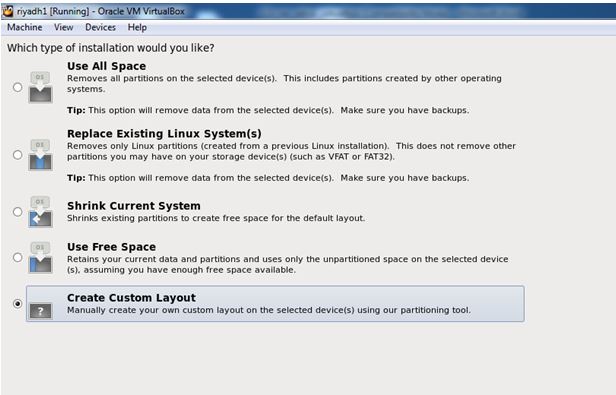 riyadh1 [Running] - Oracle VM VirtualBox
Machine View Devices Help
Which type of installation would you like?
Use All Space
Removes all partitions on the selected device(s). This includes partitions created by other operating
systems.
Tip: This option will remove data from the selected device(s). Make sure you have backups.
Replace Existing Linux System(s)
Removes only Linux partitions (created from a previous Linux installation). This does not remove other
partitions you may have on your storage device(s) (such as VFAT or FAT32).
Tip: This option will remove data from the selected device(s). Make sure you have backups.
Shrink Current System
Shrinks existing partitions to create free space for the default layout.
Use Free Space
Retains your current data and partitions and uses only the unpartitioned space on the selected device
(s), assuming you have enough free space available.
Create Custom Layout
Manually create your own custom layout on the selected device(s) using our partitioning tool.